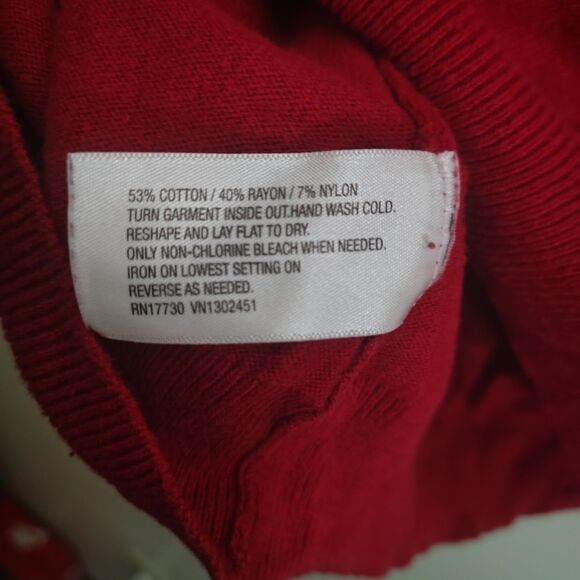 53% COTTON / 40% RAYON / 7% NYLON
TURN GARMENT INSIDE OUT.HAND WASH COLD.
RESHAPE AND LAY FLAT TO DRY.
ONLY NON-CHLORINE BLEACH WHEN NEEDED.
IRON ON LOWEST SETTING ON
REVERSE AS NEEDED.
RN17730 VN1302451